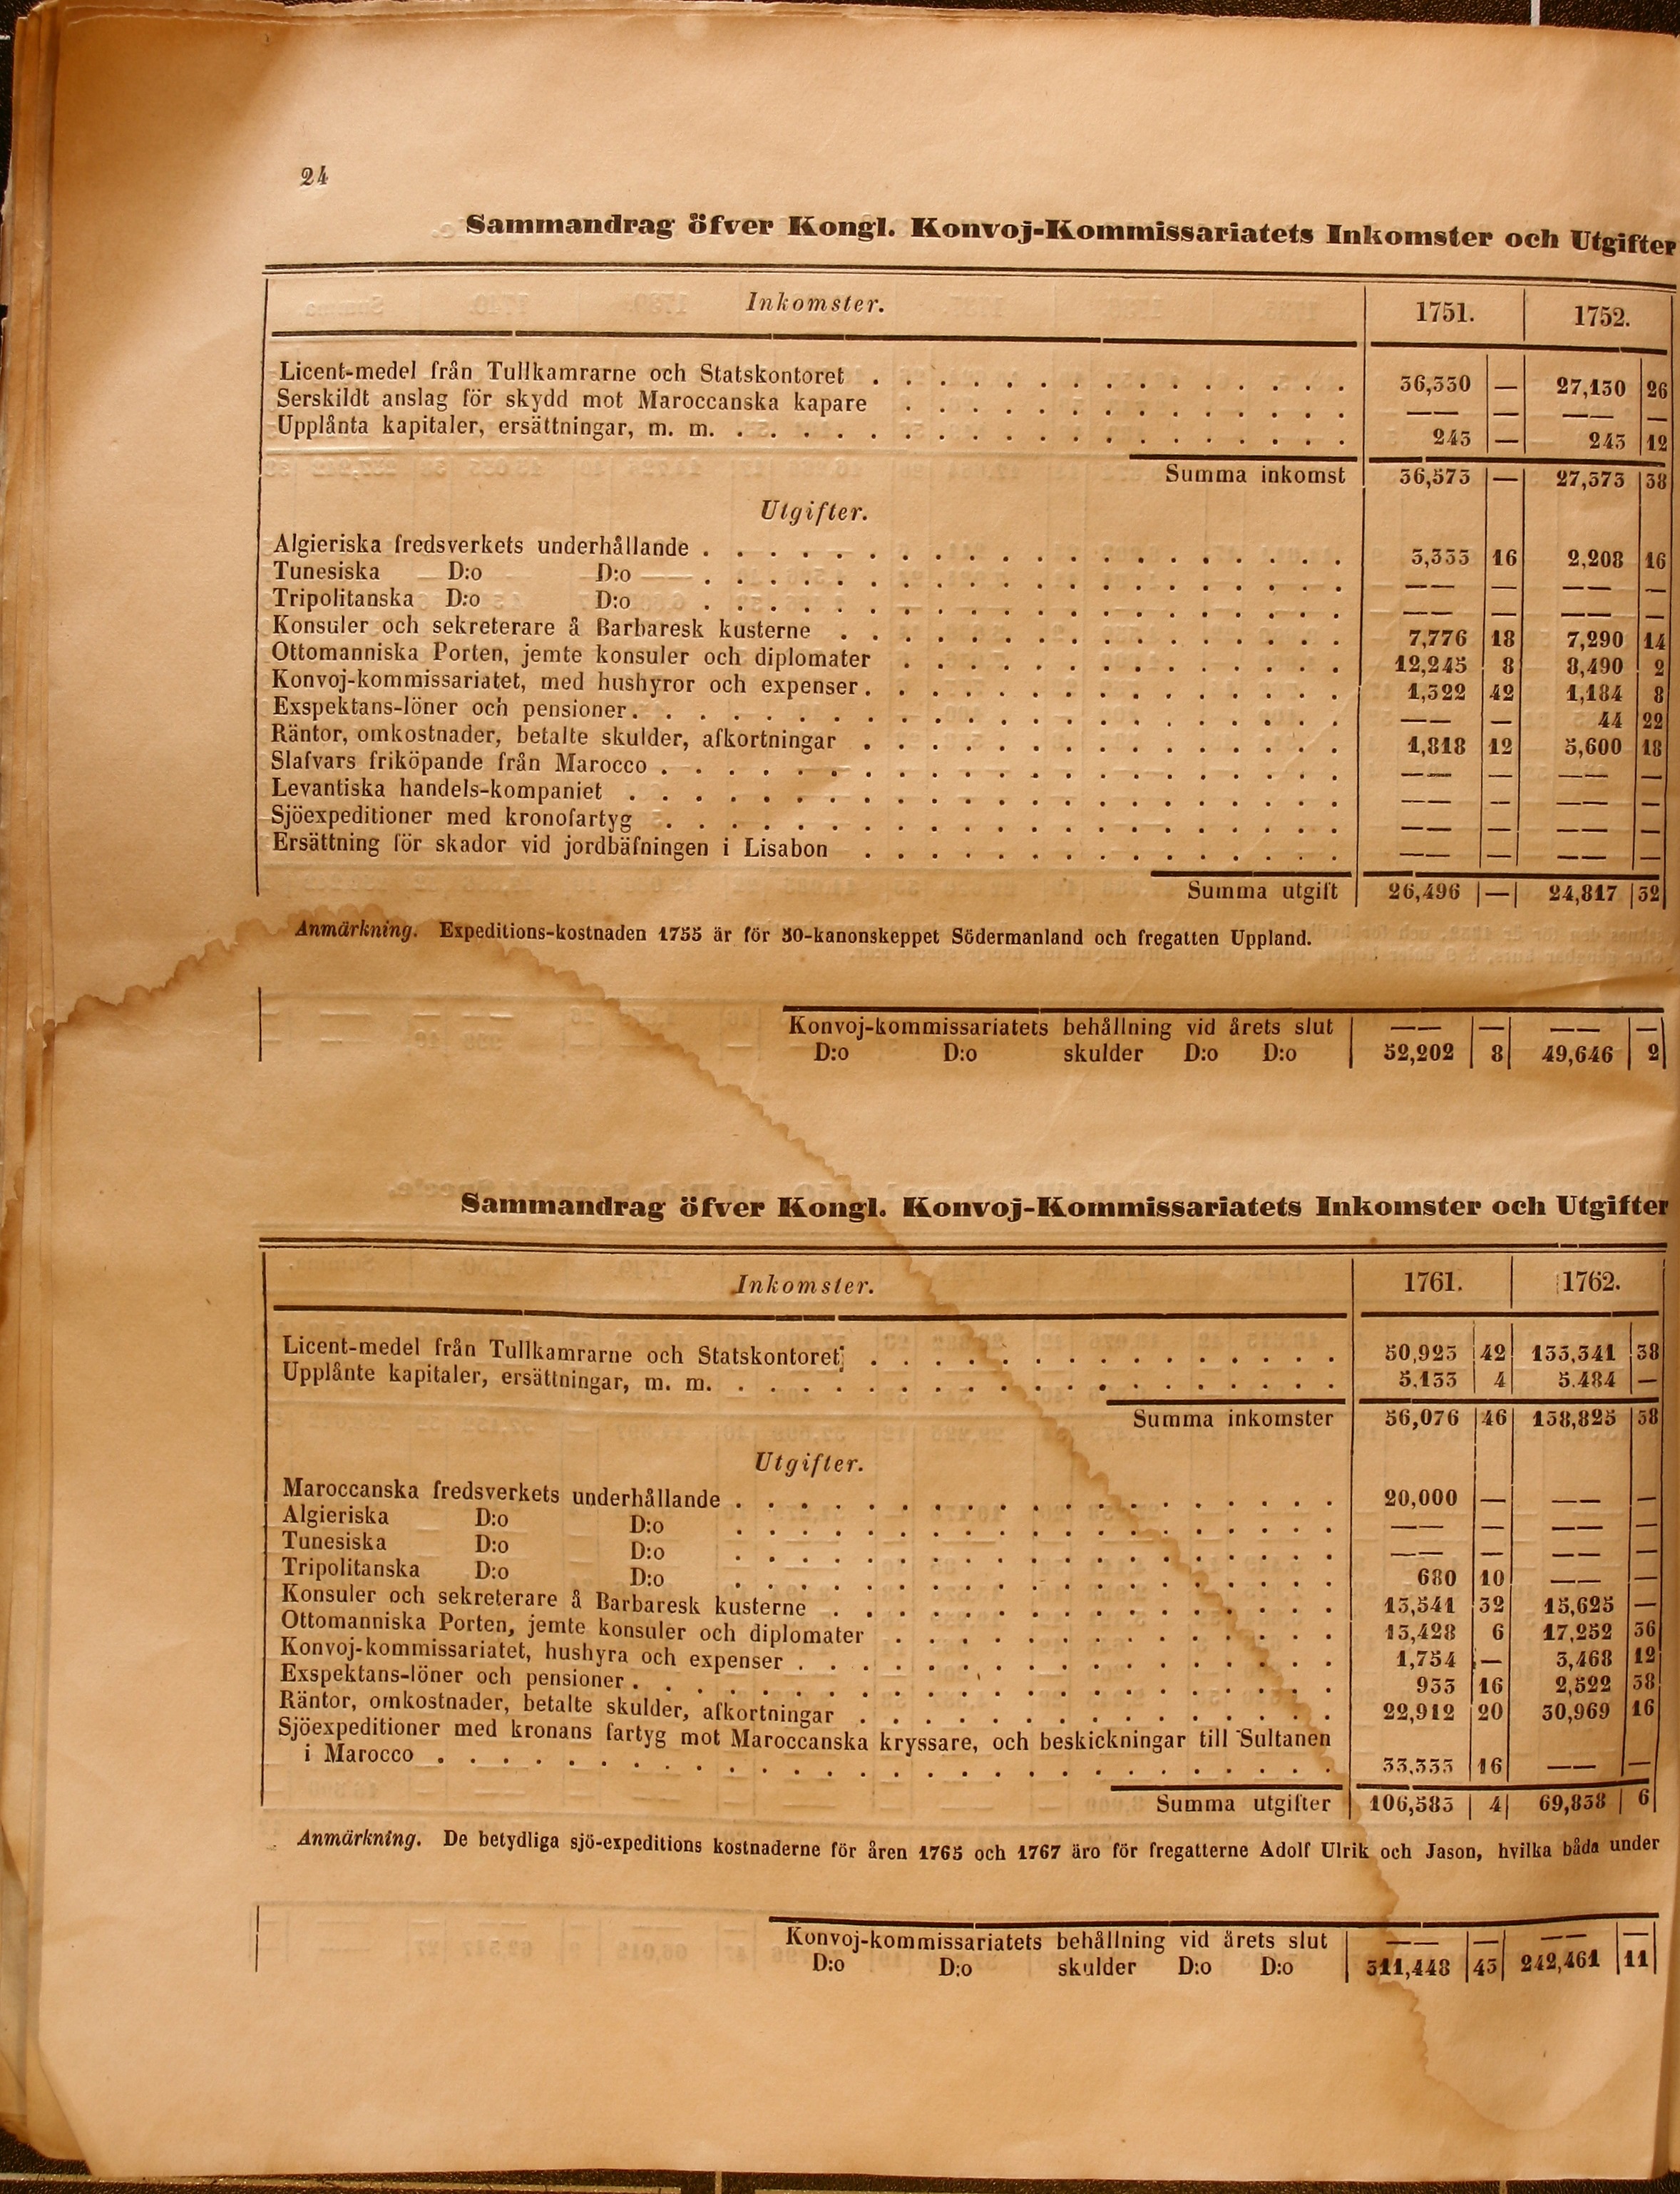 24
Sammandrag öfver Kongl. Konvoj-Kommissariatets Inkomster och Utgifter
Inkomster. 1751. 1752.
Licent-medel från Tullkamrarne och Statskontoret . . . . . . . . . . . . . . . 36,330 — 27,130 26
Serskildt anslag för skydd mot Maroccanska kapare . . . . . . . . . . . . . . —— — —— —
Upplånta kapitaler, ersättningar, m. m. . . . . . . . . . . . . . . . . . . . 243 — 243 12
Summa inkomst 36,573 — 27,373 38
Utgifter.
Algieriska fredsverkets underhållande . . . . . . . . . . . . . . . . . . . . 3,333 16 2,208 16
Tunesiska D:o D:o . . . . . . . . . . . . . . . . . . . . —— — —— —
Tripolitanska D:o D:o . . . . . . . . . . . . . . . . . . . . —— — —— —
Konsuler och sekreterare å Barbaresk kusterne . . . . . . . . . . . . . . . . 7,776 18 7,290 14
Ottomanniska Porten, jemte konsuler och diplomater . . . . . . . . . . . . . . 12,245 8 8,490 2
Konvoj-kommissariatet, med hushyror och expenser . . . . . . . . . . . . . . . 1,322 42 1,184 8
Exspektans-löner och pensioner . . . . . . . . . . . . . . . . . . . . . . —— — 44 22
Räntor, omkostnader, betalte skulder, afkortningar . . . . . . . . . . . . . . . 1,818 12 5,600 18
Slafvars friköpande från Marocco . . . . . . . . . . . . . . . . . . . . . —— — —— —
Levantiska handels-kompaniet . . . . . . . . . . . . . . . . . . . . . . —— — —— —
Sjöexpeditioner med kronofartyg . . . . . . . . . . . . . . . . . . . . . —— — —— —
Ersättning för skador vid jordbäfningen i Lisabon . . . . . . . . . . . . . . . —— — —— —
Summa utgift 26,496 — 24,817 32
Anmärkning. Expeditions-kostnaden 1755 är för 50-kanonskeppet Södermanland och fregatten Uppland.
Konvoj-kommissariatets behållning vid årets slut —— — —— —
D:o D:o skulder D:o D:o 52,202 8 49,646 2
Sammandrag öfver Kongl. Konvoj-Kommissariatets Inkomster och Utgifter
Inkomster. 1761. 1762.
Licent-medel från Tullkamrarne och Statskontoret . . . . . . . . . . . . . . . 50,923 42 133,341 38
Upplånte kapitaler, ersättningar, m. m. . . . . . . . . . . . . . . . . . . . 5,153 4 5.484 —
Summa inkomster 56,076 46 138,825 38
Utgifter.
Maroccanska fredsverkets underhållande . . . . . . . . . . . . . . . . . . . 20,000 — —— —
Algieriska D:o D:o . . . . . . . . . . . . . . . . . . . —— — —— —
Tunesiska D:o D:o . . . . . . . . . . . . . . . . . . . —— — —— —
Tripolitanska D:o D:o . . . . . . . . . . . . . . . . . . . 680 10 —— —
Konsuler och sekreterare å Barbaresk kusterne . . . . . . . . . . . . . . . . 13,541 32 15,625 —
Ottomanniska Porten, jemte konsuler och diplomater . . . . . . . . . . . . . . 13,428 6 17,252 36
Konvoj-kommissariatet, hushyra och expenser . . . . . . . . . . . . . . . . . 1,754 — 3,468 12
Exspektans-löner och pensioner . . . . . . . . . . . . . . . . . . . . . . 933 16 2,522 38
Räntor, omkostnader, betalte skulder, afkortningar . . . . . . . . . . . . . . . 22,912 20 30,969 16
Sjöexpeditioner med kronans fartyg mot Maroccanska kryssare, och beskickningar till Sultanen
i Marocco . . . . . . . . . . . . . . . . . . . . . . . . . . . . 33,333 16 —— —
Summa utgifter 106,583 4 69,838 6
Anmärkning. De betydliga sjö-expeditions kostnaderne för åren 1765 och 1767 äro för fregatterne Adolf Ulrik och Jason, hvilka båda under
Konvoj-kommissariatets behållning vid årets slut —— — —— —
D:o D:o skulder D:o D:o 311,448 43 242,461 11